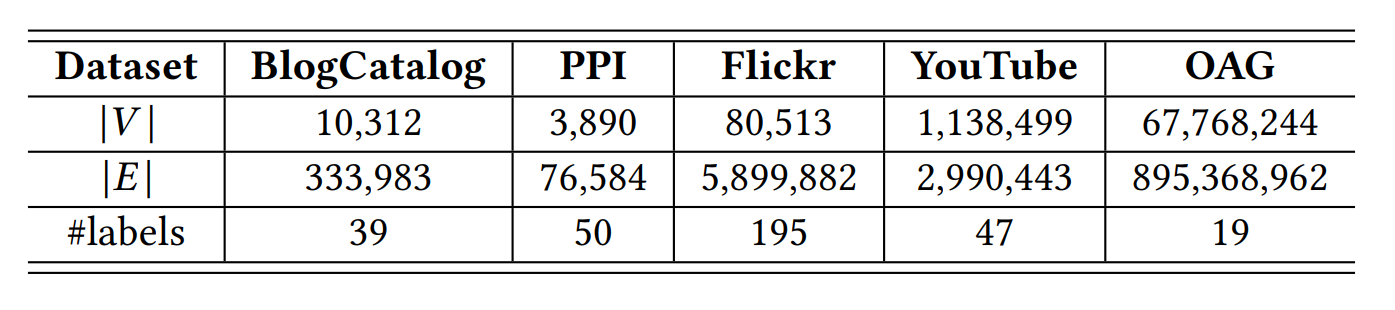 Dataset BlogCatalog PPI Flickr YouTube OAG
|V| 10,312 3,890 80,513 1,138,499 67,768,244
|E| 333,983 76,584 5,899,882 2,990,443 895,368,962
#labels 39 50 195 47 19